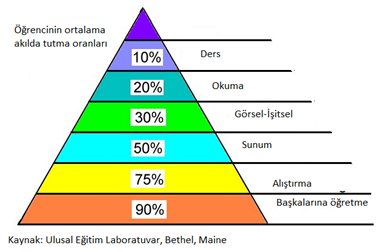 Öğrencinin ortalama
akılda tutma oranları
10% Ders
20% Okuma
30% Görsel-İşitsel
50% Sunum
75% Alıştırma
90% Başkalarına öğretme
Kaynak: Ulusal Eğitim Laboratuvar, Bethel, Maine